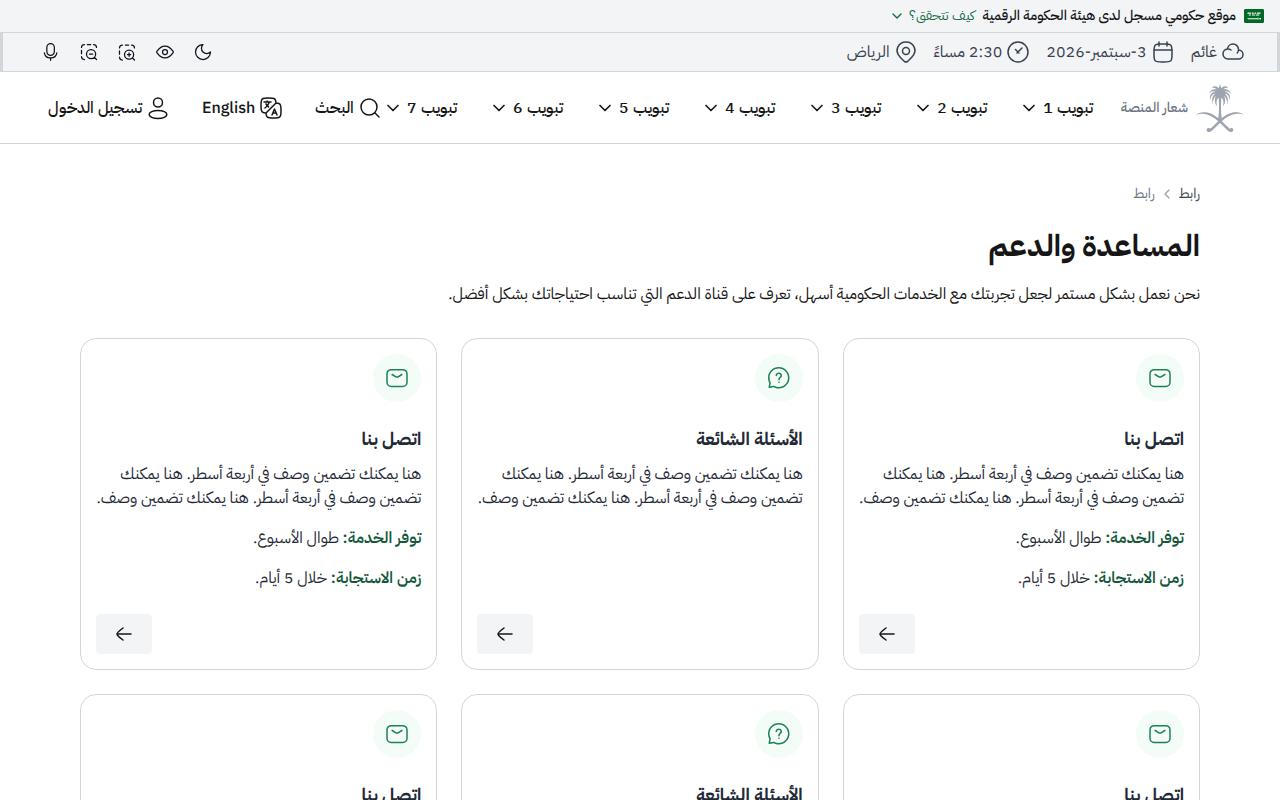 موقع حكومي مسجل لدى هيئة الحكومة الرقمية كيف تتحقق؟
غائم 3-سبتمبر-2026 2:30 مساءً الرياض
شعار المنصة تبويب 1 تبويب 2 تبويب 3 تبويب 4 تبويب 5 تبويب 6 تبويب 7 البحث English تسجيل الدخول
رابط رابط
المساعدة والدعم
نحن نعمل بشكل مستمر لجعل تجربتك مع الخدمات الحكومية أسهل، تعرف على قناة الدعم التي تناسب احتياجاتك بشكل أفضل.
اتصل بنا
هنا يمكنك تضمين وصف في أربعة أسطر. هنا يمكنك
تضمين وصف في أربعة أسطر. هنا يمكنك تضمين وصف.
توفر الخدمة: طوال الأسبوع.
زمن الاستجابة: خلال 5 أيام.
الأسئلة الشائعة
هنا يمكنك تضمين وصف في أربعة أسطر. هنا يمكنك
تضمين وصف في أربعة أسطر. هنا يمكنك تضمين وصف.
اتصل بنا
هنا يمكنك تضمين وصف في أربعة أسطر. هنا يمكنك
تضمين وصف في أربعة أسطر. هنا يمكنك تضمين وصف.
توفر الخدمة: طوال الأسبوع.
زمن الاستجابة: خلال 5 أيام.
اتصل بنا
الأسئلة الشائعة
اتصل بنا